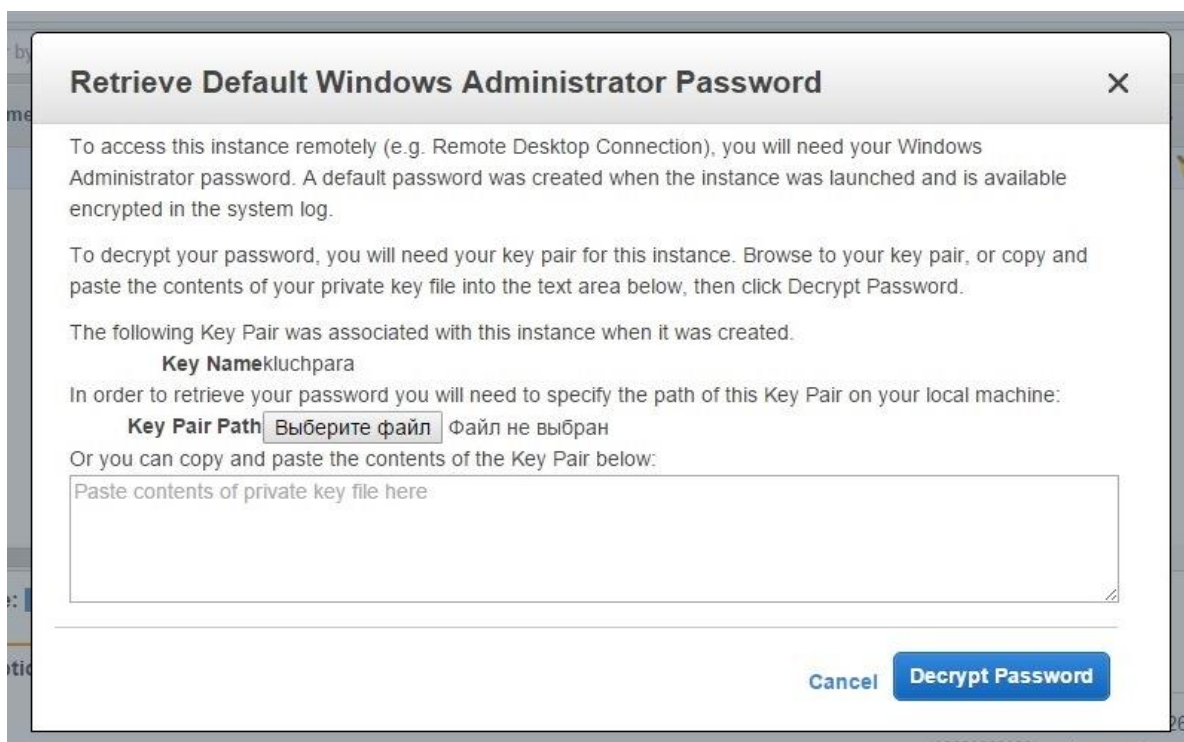 by
Retrieve Default Windows Administrator Password
me
To access this instance remotely (e.g. Remote Desktop Connection), you will need your Windows
Administrator password. A default password was created when the instance was launched and is available
encrypted in the system log.
To decrypt your password, you will need your key pair for this instance. Browse to your key pair, or copy and
paste the contents of your private key file into the text area below, then click Decrypt Password.
The following Key Pair was associated with this instance when it was created.
Key Namekluchpara
In order to retrieve your password you will need to specify the path of this Key Pair on your local machine:
Key Pair Path Выберите файл Файл не выбран
Or you can copy and paste the contents of the Key Pair below:
Paste contents of private key file here
Cancel Decrypt Password